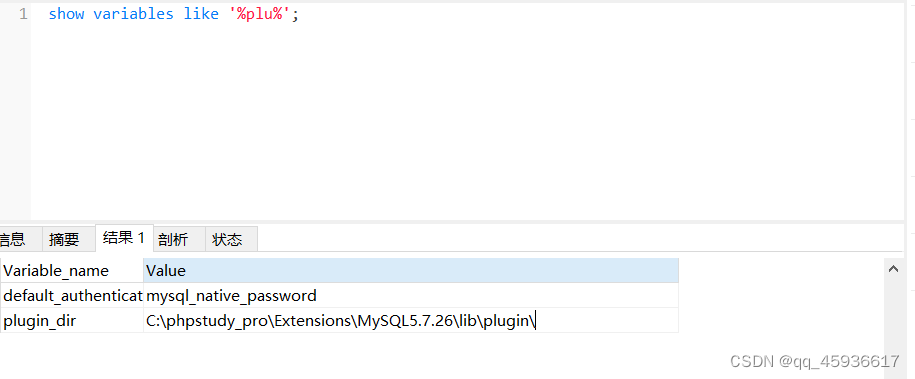 1 show variables like '%plu%';
信息 摘要 结果 1 剖析 状态
Variable_name Value
default_authenticat mysql_native_password
plugin_dir C:\phpstudy_pro\Extensions\MySQL5.7.26\lib\plugin\
CSDN @qq_45936617